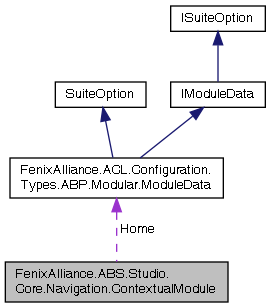 ISuiteOption
SuiteOption
IModuleData
FenixAlliance.ACL.Configuration.
Types.ABP.Modular.ModuleData
Home
FenixAlliance.ABS.Studio.
Core.Navigation.ContextualModule